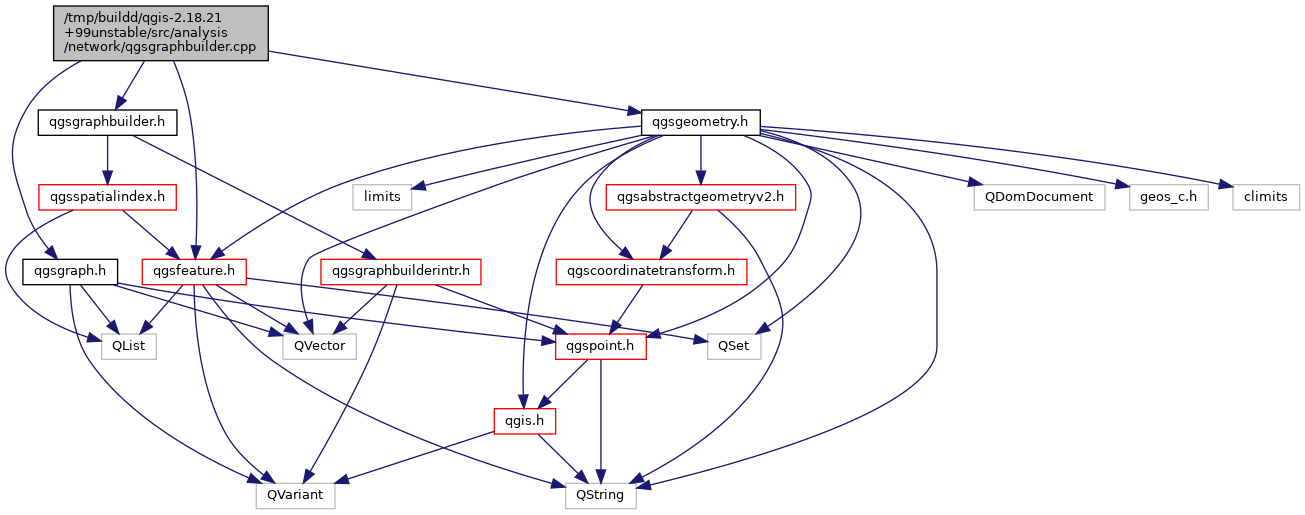 /tmp/buildd/qgis-2.18.21
+99unstable/src/analysis
/network/qgsgraphbuilder.cpp
qgsgraphbuilder.h
qgsgeometry.h
qgsspatialindex.h
limits
qgsabstractgeometryv2.h
QDomDocument
geos_c.h
climits
qgsgraph.h
qgsfeature.h
qgsgraphbuilderintr.h
qgscoordinatetransform.h
QList
QVector
qgspoint.h
QSet
qgis.h
QVariant
QString